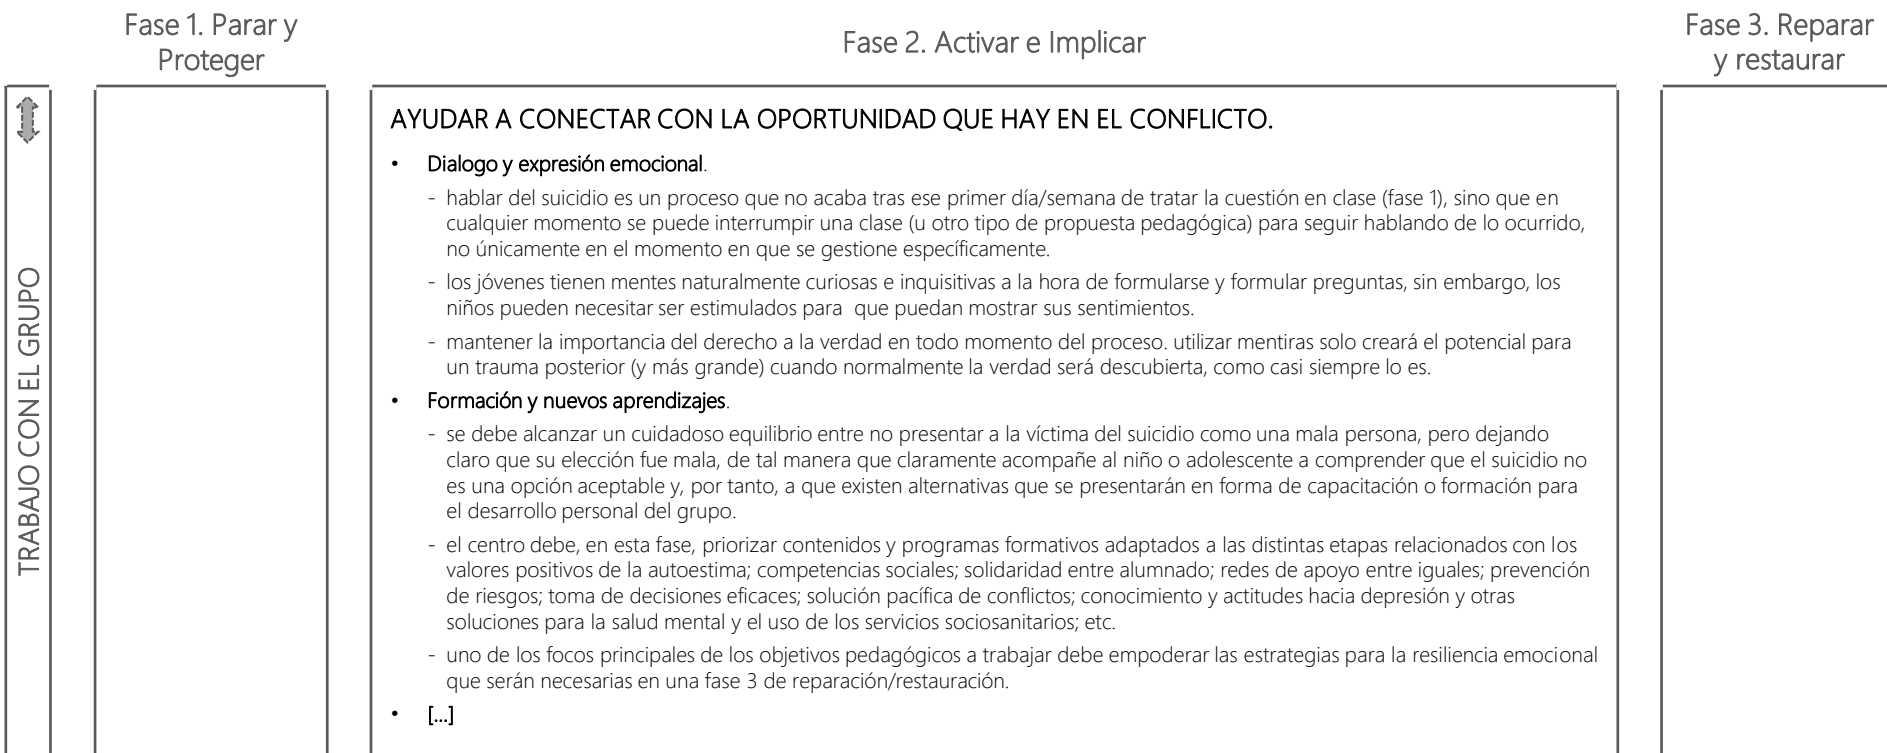 Fase 1. Parar y
Proteger
Fase 2. Activar e Implicar
Fase 3. Reparar
y restaurar
TRABAJO CON EL GRUPO
AYUDAR A CONECTAR CON LA OPORTUNIDAD QUE HAY EN EL CONFLICTO.
• Dialogo y expresión emocional.
- hablar del suicidio es un proceso que no acaba tras ese primer día/semana de tratar la cuestión en clase (fase 1), sino que en
cualquier momento se puede interrumpir una clase (u otro tipo de propuesta pedagógica) para seguir hablando de lo ocurrido,
no únicamente en el momento en que se gestione específicamente.
- los jóvenes tienen mentes naturalmente curiosas e inquisitivas a la hora de formularse y formular preguntas, sin embargo, los
niños pueden necesitar ser estimulados para  que puedan mostrar sus sentimientos.
- mantener la importancia del derecho a la verdad en todo momento del proceso. utilizar mentiras solo creará el potencial para
un trauma posterior (y más grande) cuando normalmente la verdad será descubierta, como casi siempre lo es.
• Formación y nuevos aprendizajes.
- se debe alcanzar un cuidadoso equilibrio entre no presentar a la víctima del suicidio como una mala persona, pero dejando
claro que su elección fue mala, de tal manera que claramente acompañe al niño o adolescente a comprender que el suicidio no
es una opción aceptable y, por tanto, a que existen alternativas que se presentarán en forma de capacitación o formación para
el desarrollo personal del grupo.
- el centro debe, en esta fase, priorizar contenidos y programas formativos adaptados a las distintas etapas relacionados con los
valores positivos de la autoestima; competencias sociales; solidaridad entre alumnado; redes de apoyo entre iguales; prevención
de riesgos; toma de decisiones eficaces; solución pacífica de conflictos; conocimiento y actitudes hacia depresión y otras
soluciones para la salud mental y el uso de los servicios sociosanitarios; etc.
- uno de los focos principales de los objetivos pedagógicos a trabajar debe empoderar las estrategias para la resiliencia emocional
que serán necesarias en una fase 3 de reparación/restauración.
• [...]